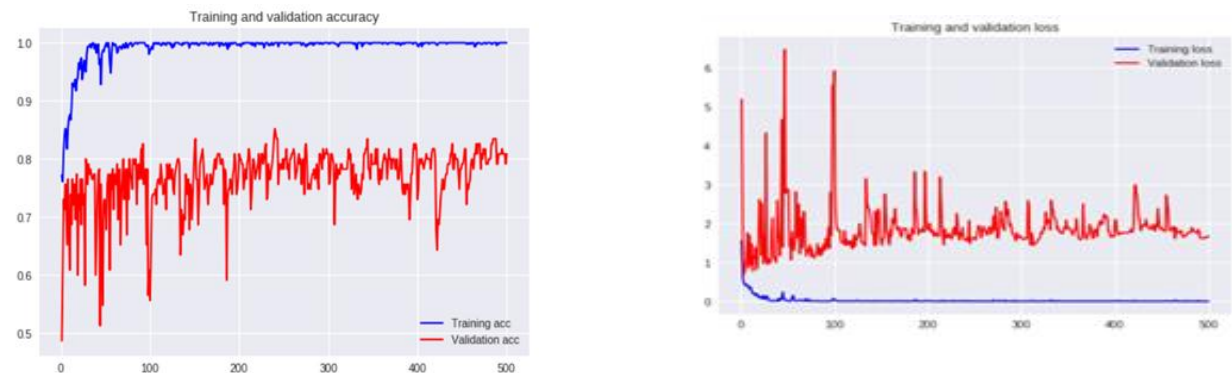 Training and validation accuracy
1.0
0.9
0.8
0.7
0.6
0.5
Training acc
Validation acc
0 100 200 300 400 500
Training and validation loss
Training loss
Validation loss
6
5
4
3
2
1
0
0 100 200 300 400 500